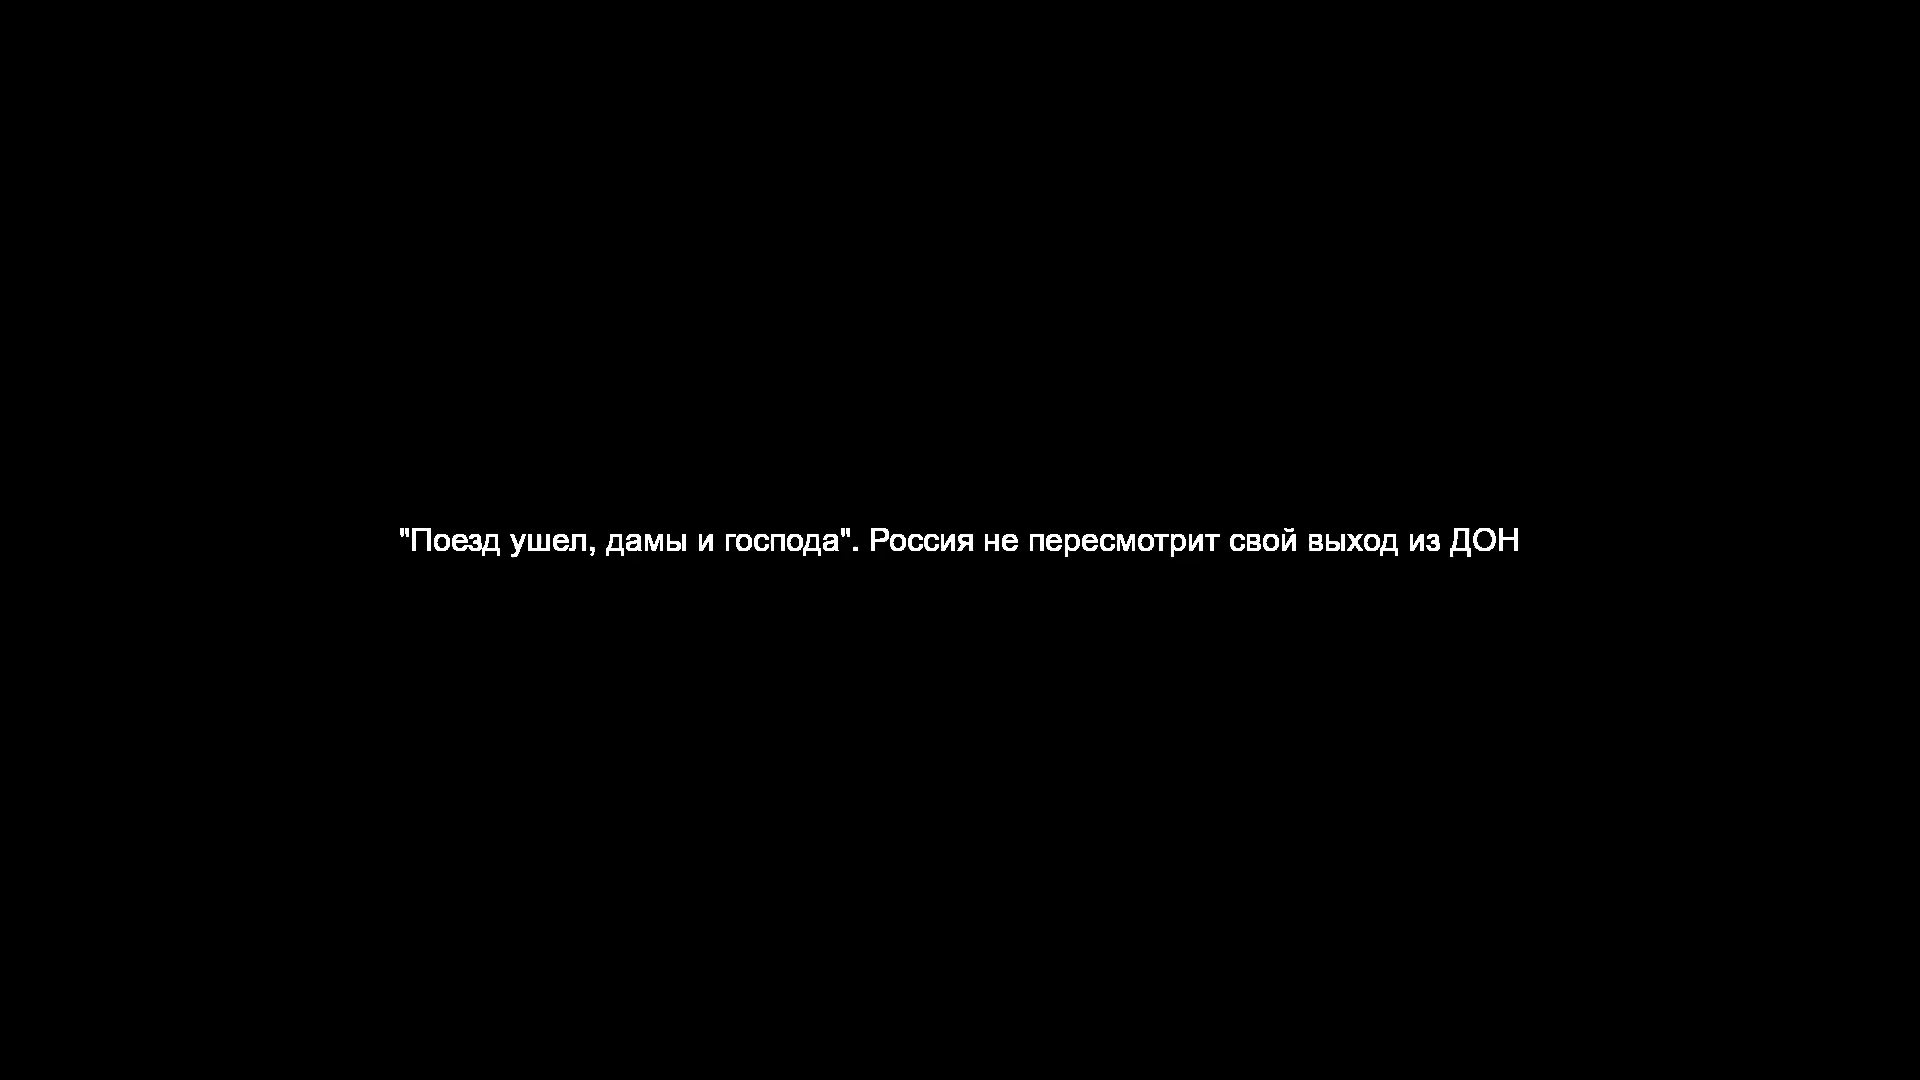 "Поезд ушел, дамы и господа". Россия не пересмотрит свой выход из ДОН